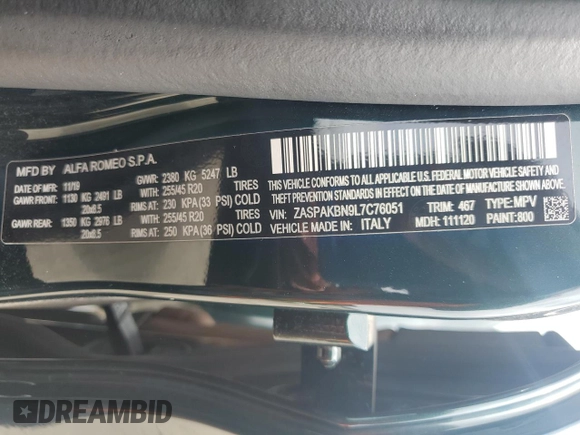 MFD BY ALFA ROMEO S.P.A.
DATE OF MFR: 11/19 GVWR: 2380 KG 5247 LB
GAWR FRONT: 1130 KG 2491 LB WITH: 255/45 R20 TIRES
20x8.5 RIMS AT: 230 KPA (33 PSI) COLD
GAWR REAR: 1350 KG 2976 LB WITH: 255/45 R20 TIRES
20x8.5 RIMS AT: 250 KPA (36 PSI) COLD
THIS VEHICLE CONFORMS TO ALL APPLICABLE U.S. FEDERAL MOTOR VEHICLE SAFETY, BUMPER, AND
THEFT PREVENTION STANDARDS IN EFFECT ON THE DATE OF MANUFACTURE SHOWN ABOVE.
VIN: ZASPAKBN9L7C76051 TYPE: MPV
VEHICLE MADE IN: ITALY TRIM: 467
MDH: 111120 PAINT: 800
DREAMBID